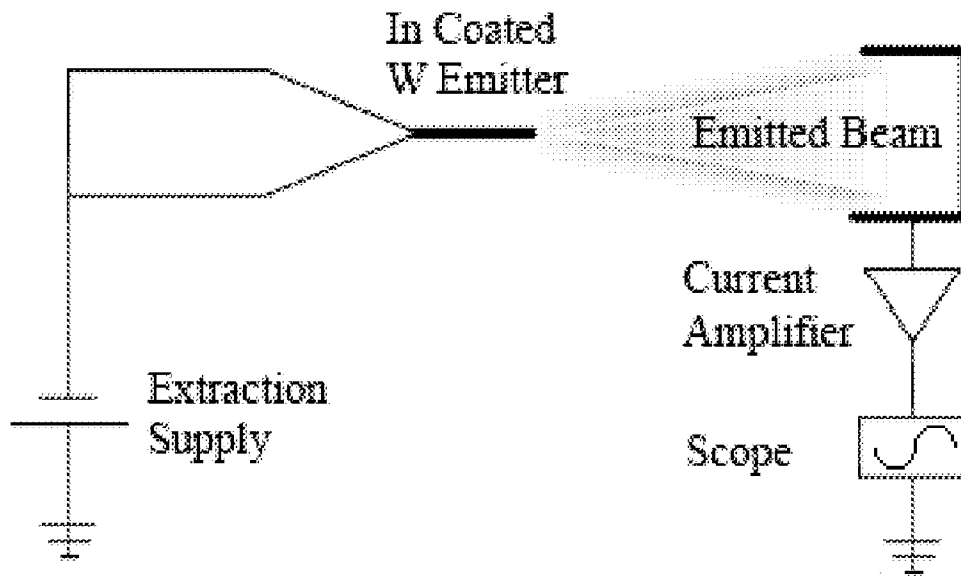 In Coated
W Emitter
Emitted Beam
Current
Amplifier
Extraction
Supply
Scope